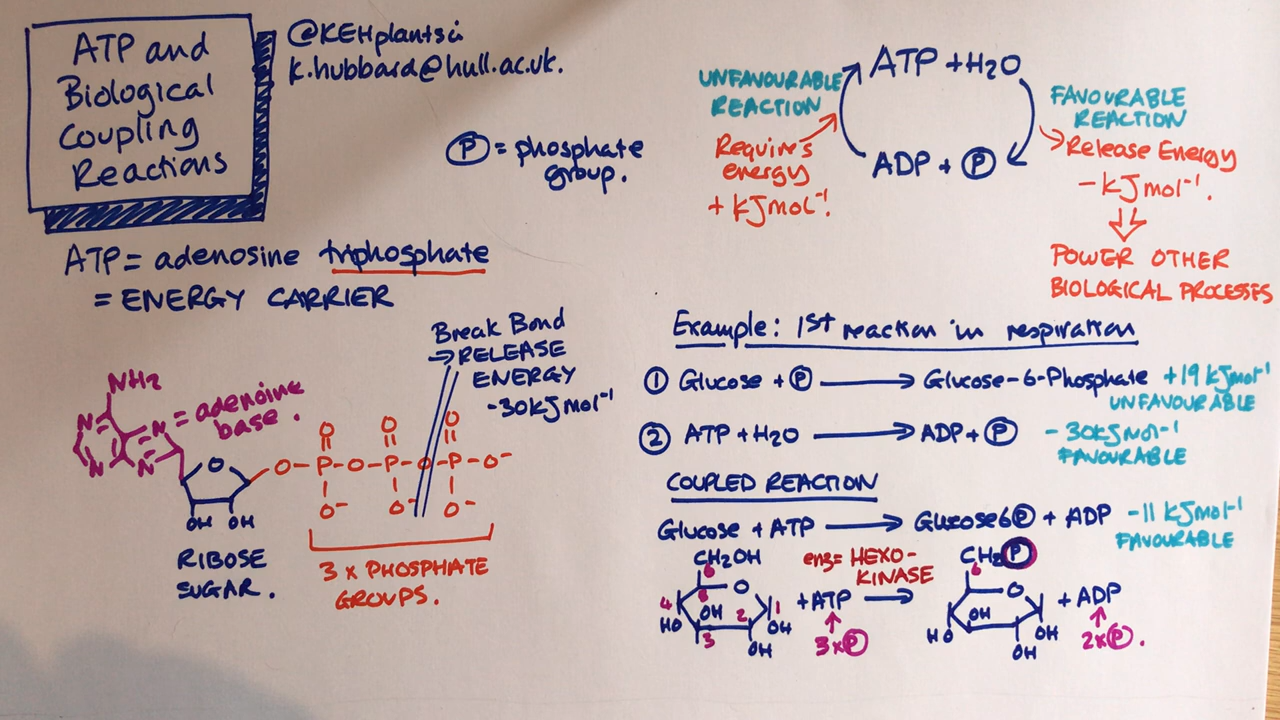 ATP and
Biological
Coupling
Reactions
@KEHplantsci
k.hubbard@hull.ac.uk.
Ⓟ = phosphate
group.
ATP = adenosine triphosphate
= ENERGY CARRIER
Break Bond
→ RELEASE
ENERGY
-30kJmol⁻¹
NH₂
N
N
N
N
= adenine
base.
O
O
O
O
O-P-O-P-O-P-O⁻
O⁻
O⁻
O⁻
OH OH
RIBOSE
SUGAR.
3 x PHOSPHATE
GROUPS.
UNFAVOURABLE
REACTION
Requires
energy
+ kJmol⁻¹.
ATP + H₂O
ADP + Ⓟ
FAVOURABLE
REACTION
Release Energy
- kJmol⁻¹.
POWER OTHER
BIOLOGICAL PROCESSES
Example: 1st reaction in respiration
① Glucose + Ⓟ → Glucose-6-Phosphate +19 kJmol⁻¹
UNFAVOURABLE
② ATP + H₂O → ADP + Ⓟ -30kJmol⁻¹
FAVOURABLE
COUPLED REACTION
Glucose + ATP → Glucose6Ⓟ + ADP -11 kJmol⁻¹
FAVOURABLE
CH₂OH
enz= HEXO-
KINASE
CH₂Ⓟ
6
O
5
4
OH
2
1
HO
3
OH
OH
+ ATP →
3xⓅ
6
O
OH
HO
OH
OH
+ ADP
2xⓅ.